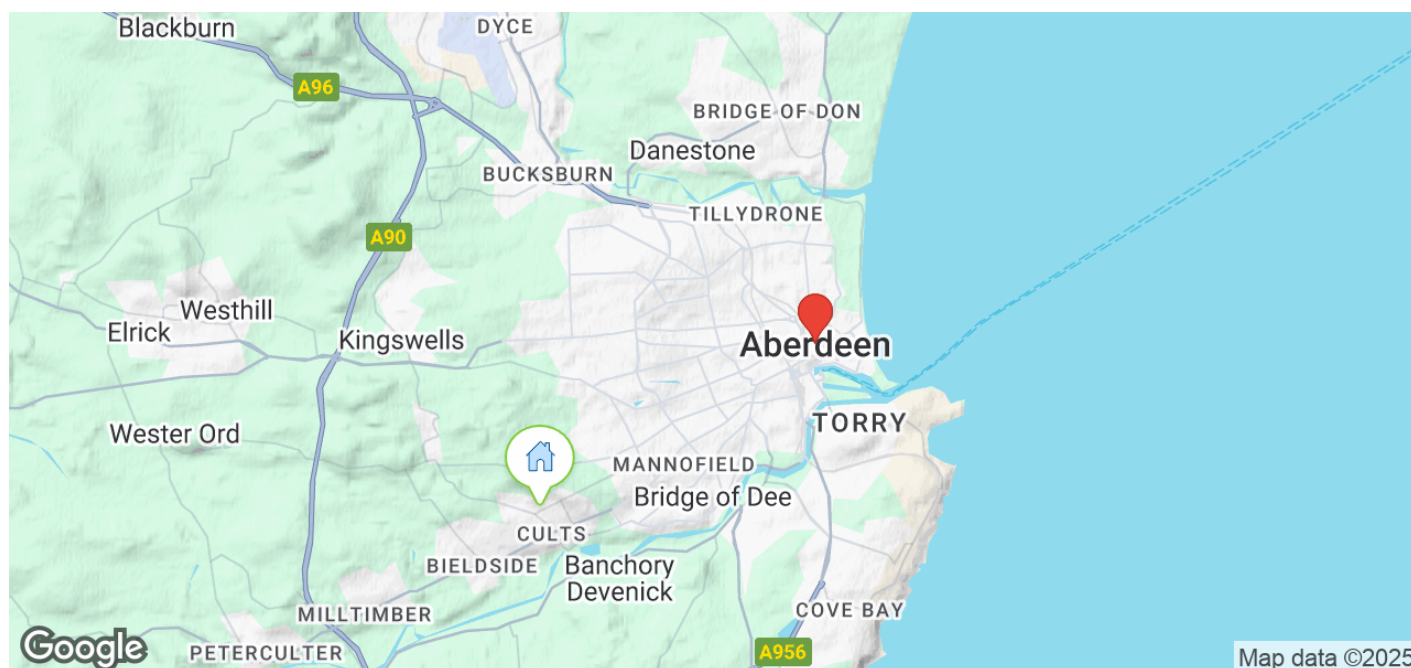 Blackburn
DYCE
A96
BRIDGE OF DON
Danestone
BUCKSBURN
TILLYDRONE
A90
Westhill
Elrick
Kingswells
Aberdeen
TORRY
Wester Ord
MANNOFIELD
Bridge of Dee
CULTS
BIELDSIDE
Banchory
Devenick
MILLTIMBER
COVE BAY
PETERCULTER
A956
Google
Map data ©2025